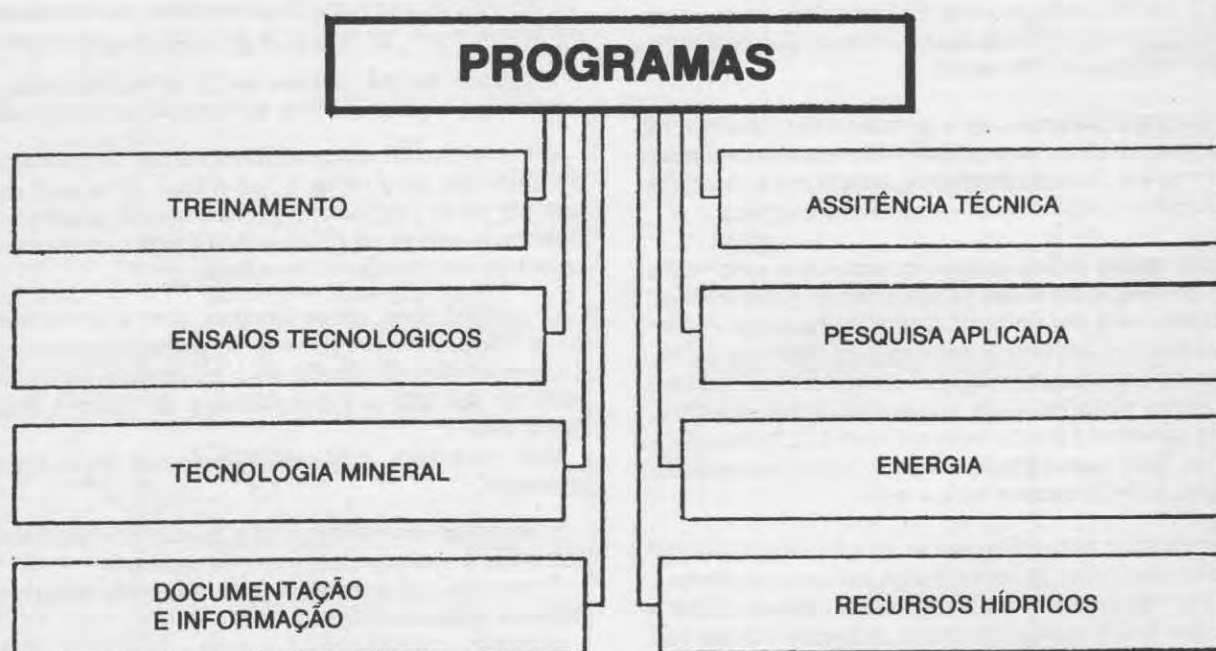 PROGRAMAS
TREINAMENTO
ASSITÊNCIA TÉCNICA
ENSAIOS TECNOLÓGICOS
PESQUISA APLICADA
TECNOLOGIA MINERAL
ENERGIA
DOCUMENTAÇÃO
E INFORMAÇÃO
RECURSOS HÍDRICOS